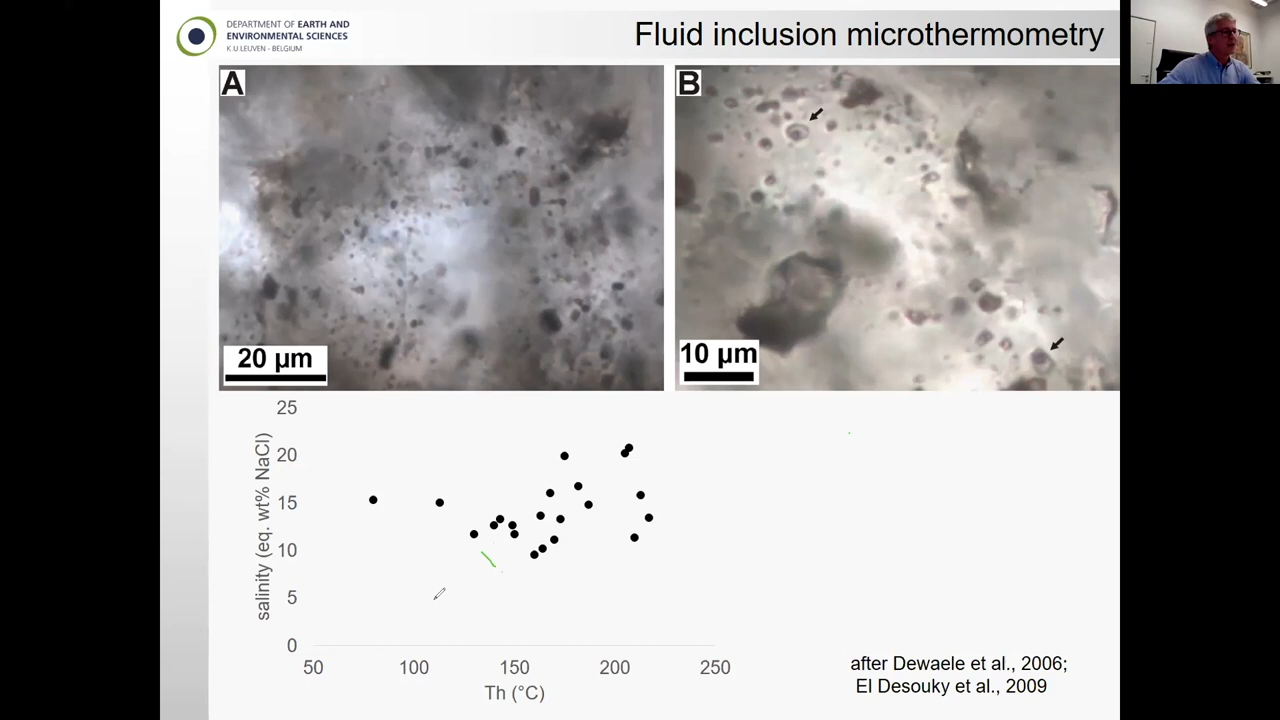 DEPARTMENT OF EARTH AND
ENVIRONMENTAL SCIENCES
K.U LEUVEN - BELGIUM
Fluid inclusion microthermometry
A
B
20 µm
10 µm
25
20
15
10
5
0
salinity (eq. wt% NaCl)
50 100 150 200 250
Th (°C)
after Dewaele et al., 2006;
El Desouky et al., 2009